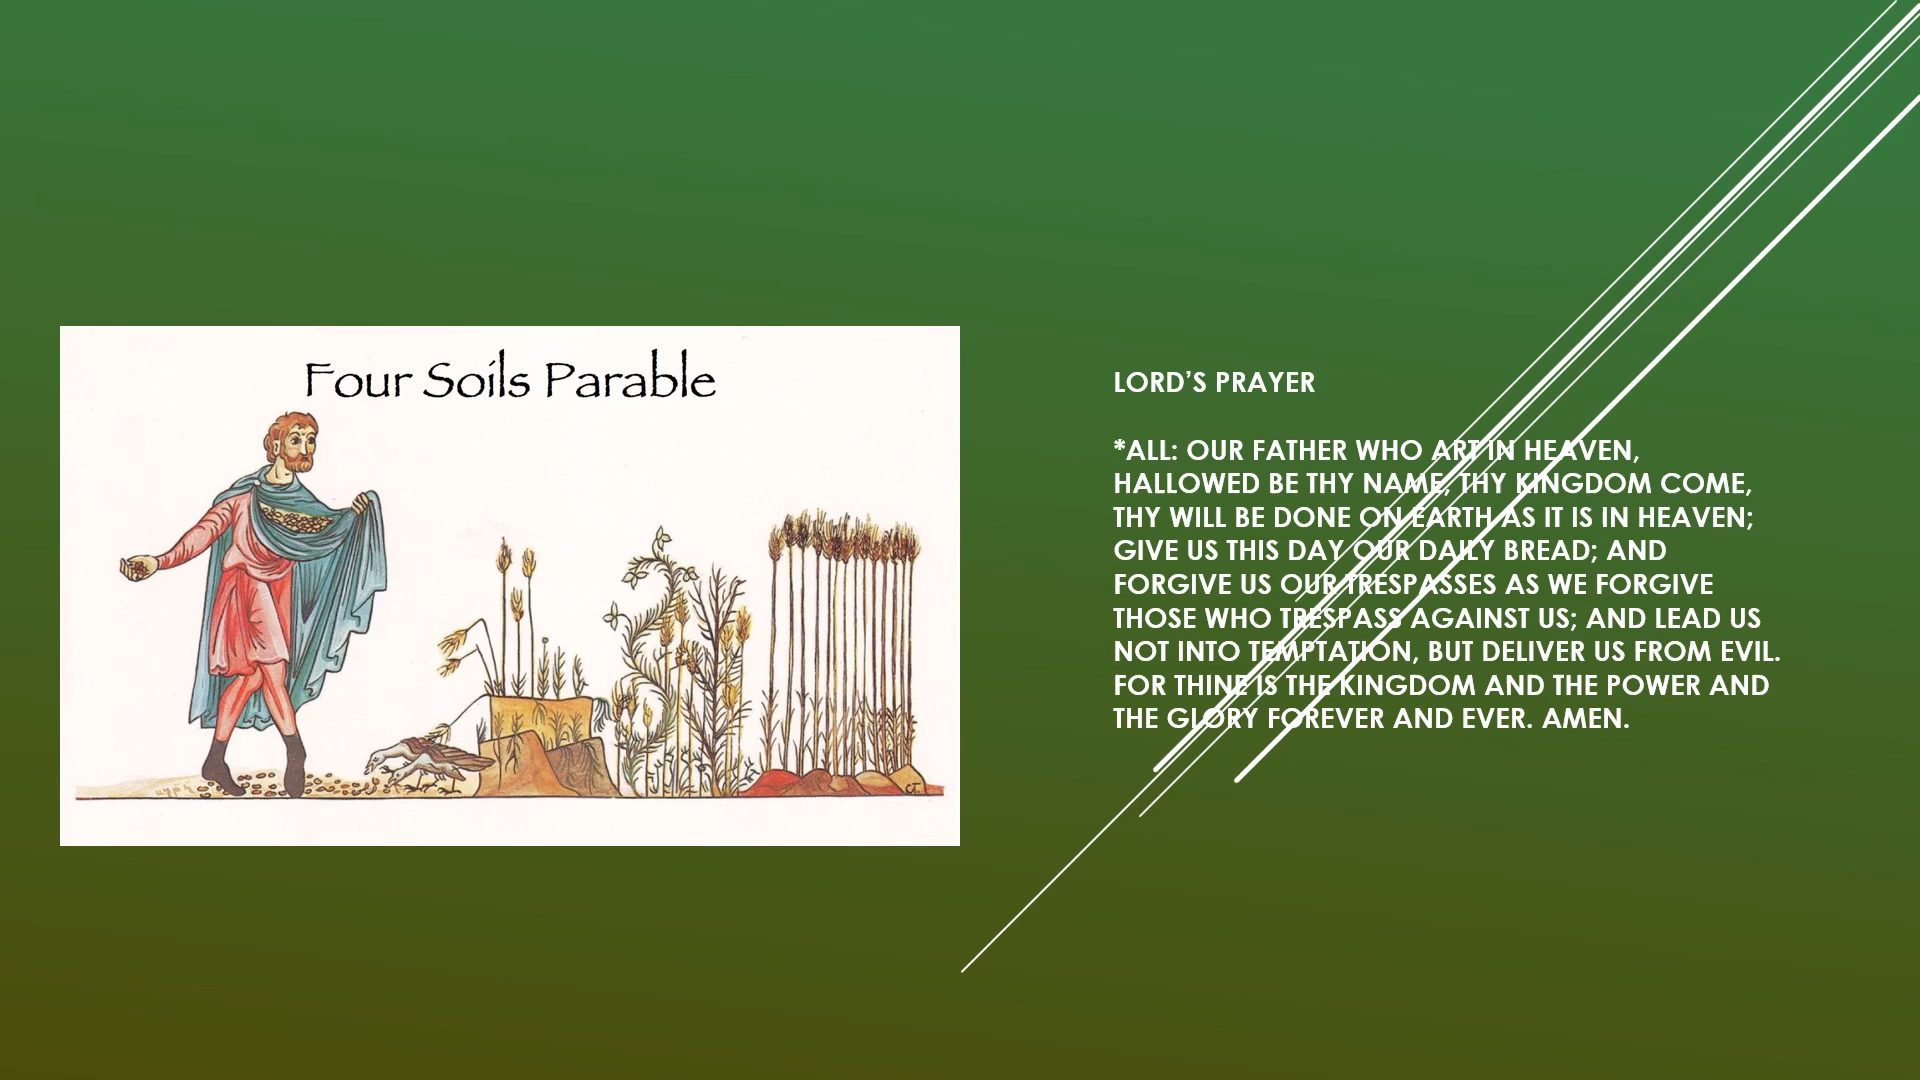 Four Soils Parable
LORD’S PRAYER
*ALL: OUR FATHER WHO ART IN HEAVEN,
HALLOWED BE THY NAME, THY KINGDOM COME,
THY WILL BE DONE ON EARTH AS IT IS IN HEAVEN;
GIVE US THIS DAY OUR DAILY BREAD; AND
FORGIVE US OUR TRESPASSES AS WE FORGIVE
THOSE WHO TRESPASS AGAINST US; AND LEAD US
NOT INTO TEMPTATION, BUT DELIVER US FROM EVIL.
FOR THINE IS THE KINGDOM AND THE POWER AND
THE GLORY FOREVER AND EVER. AMEN.